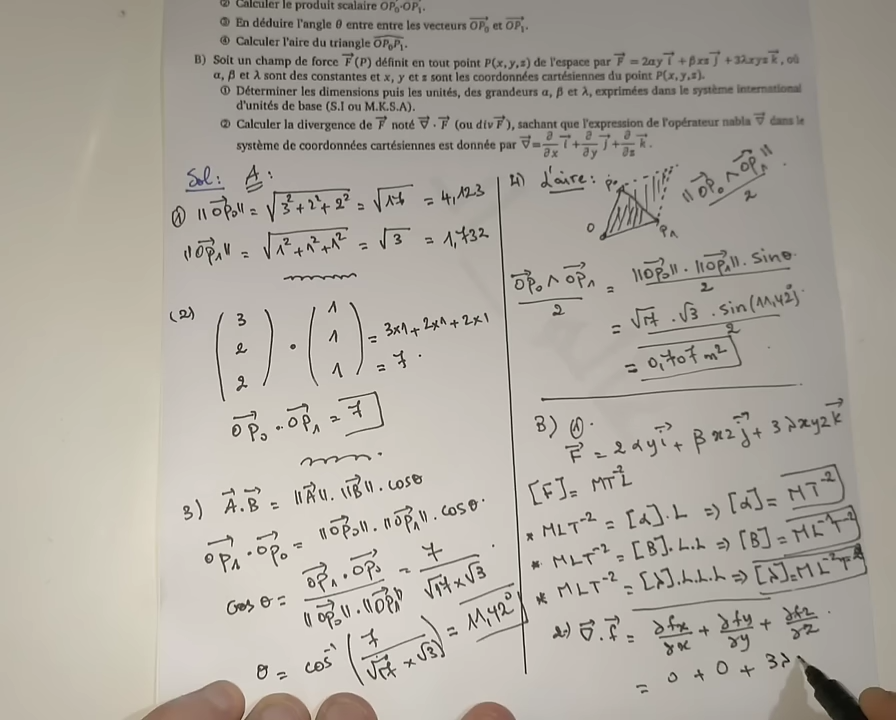 ② Calculer le produit scalaire OP₀·OP₁.
③ En déduire l'angle θ entre entre les vecteurs OP₀ et OP₁.
④ Calculer l'aire du triangle OP₀P₁.
B) Soit un champ de force F(P) définit en tout point P(x,y,z) de l'espace par F = 2αy i + βxz j + 3λxyz k, où
α, β et λ sont des constantes et x, y et z sont les coordonnées cartésiennes du point P(x,y,z).
① Déterminer les dimensions puis les unités, des grandeurs α, β et λ, exprimées dans le système international
d'unités de base (S.I ou M.K.S.A).
② Calculer la divergence de F noté ∇ · F (ou div F), sachant que l'expression de l'opérateur nabla ∇ dans le
système de coordonnées cartésiennes est donnée par ∇ = ∂/∂x i + ∂/∂y j + ∂/∂z k.
Sol: A:
① ||OP₀|| = √(3²+2²+2²) = √17 = 4,123
||OP₁|| = √(1²+1²+1²) = √3 = 1,732
(2)
(3 2 2) · (1 1 1) = 3×1 + 2×1 + 2×1
= 7.
OP₀ · OP₁ = 7
3) A.B = ||A||. ||B||. cosθ
OP₁ · OP₀ = ||OP₀||. ||OP₁||. cosθ.
cosθ = OP₁ · OP₀ / ||OP₀||. ||OP₁|| = 7 / √17 × √3
θ = cos⁻¹ (7 / √17 × √3) = 11,42°
4) L'aire: P₀ O P₁ ||OP₀ ∧ OP₁|| / 2
OP₀ ∧ OP₁ / 2 = ||OP₀|| · ||OP₁|| . sinθ / 2
= √17 . √3 . sin(11,42°) / 2
= 0,707 m²
B) ①.
F = 2αy i + βxz j + 3λxyz k
[F] = MT⁻²L
* MLT⁻² = [α]. L ⇒ [α] = MT⁻²
* MLT⁻² = [B]. L.L ⇒ [B] = ML⁻¹T⁻²
* MLT⁻² = [λ]. L.L.L ⇒ [λ] = ML⁻²T⁻²
2) ∇. f = ∂fx/∂x + ∂fy/∂y + ∂fz/∂z.
= 0 + 0 + 3λ